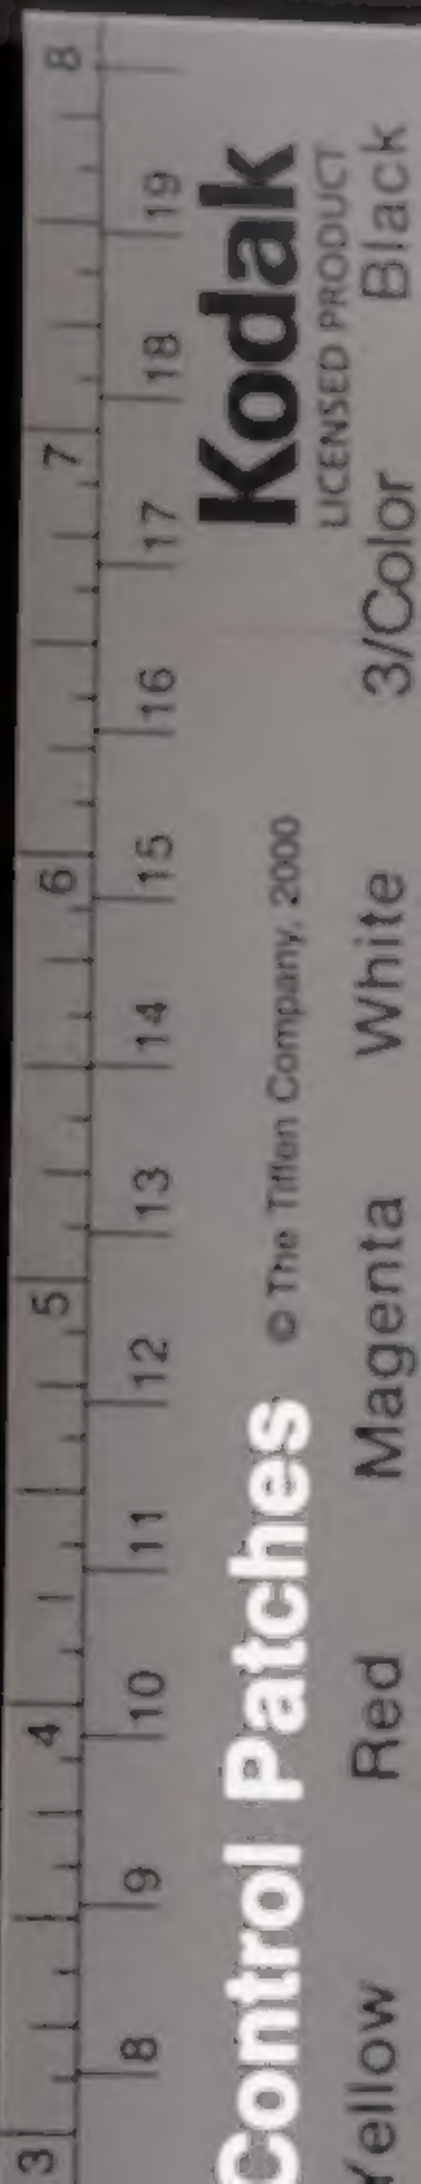 3 4 5 6 7 8
8 9 10 11 12 13 14 15 16 17 18 19
Kodak
LICENSED PRODUCT
Control Patches © The Tiffen Company, 2000
Yellow Red Magenta White 3/Color Black